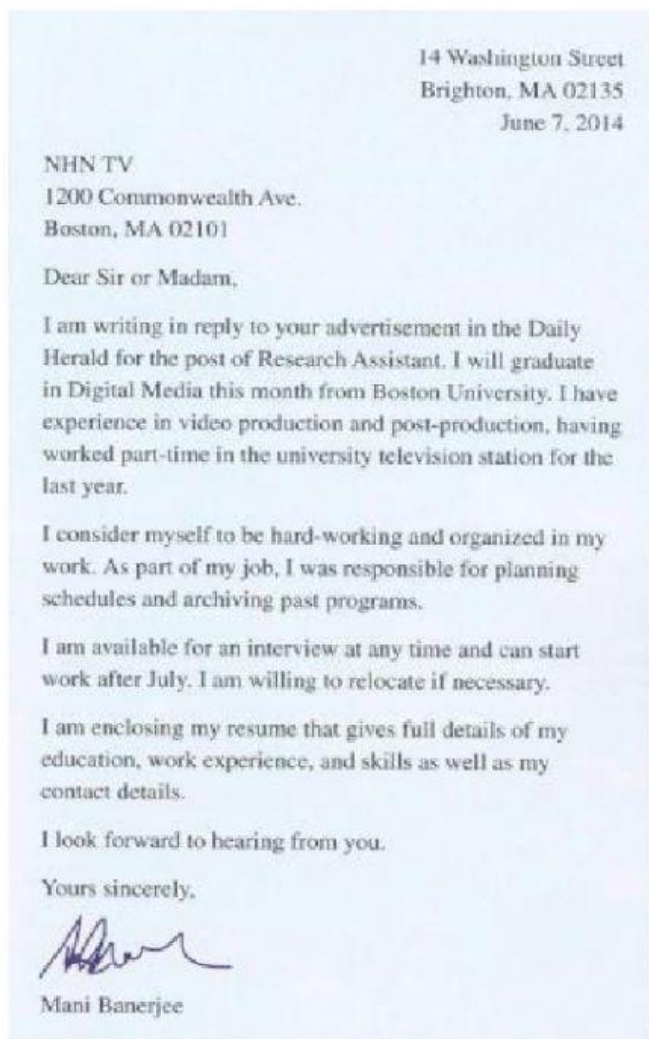 14 Washington Street
Brighton, MA 02135
June 7, 2014
NHN TV
1200 Commonwealth Ave.
Boston, MA 02101
Dear Sir or Madam,
I am writing in reply to your advertisement in the Daily
Herald for the post of Research Assistant. I will graduate
in Digital Media this month from Boston University. I have
experience in video production and post-production, having
worked part-time in the university television station for the
last year.
I consider myself to be hard-working and organized in my
work. As part of my job, I was responsible for planning
schedules and archiving past programs.
I am available for an interview at any time and can start
work after July. I am willing to relocate if necessary.
I am enclosing my resume that gives full details of my
education, work experience, and skills as well as my
contact details.
I look forward to hearing from you.
Yours sincerely,
Mani Banerjee